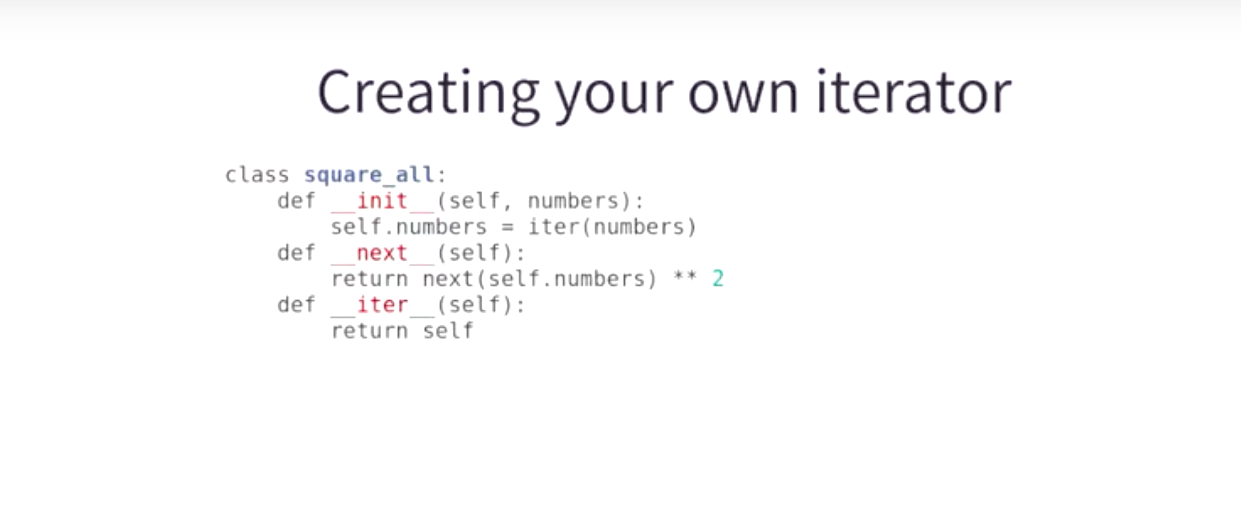 Creating your own iterator
class square_all:
    def __init__(self, numbers):
        self.numbers = iter(numbers)
    def __next__(self):
        return next(self.numbers) ** 2
    def __iter__(self):
        return self